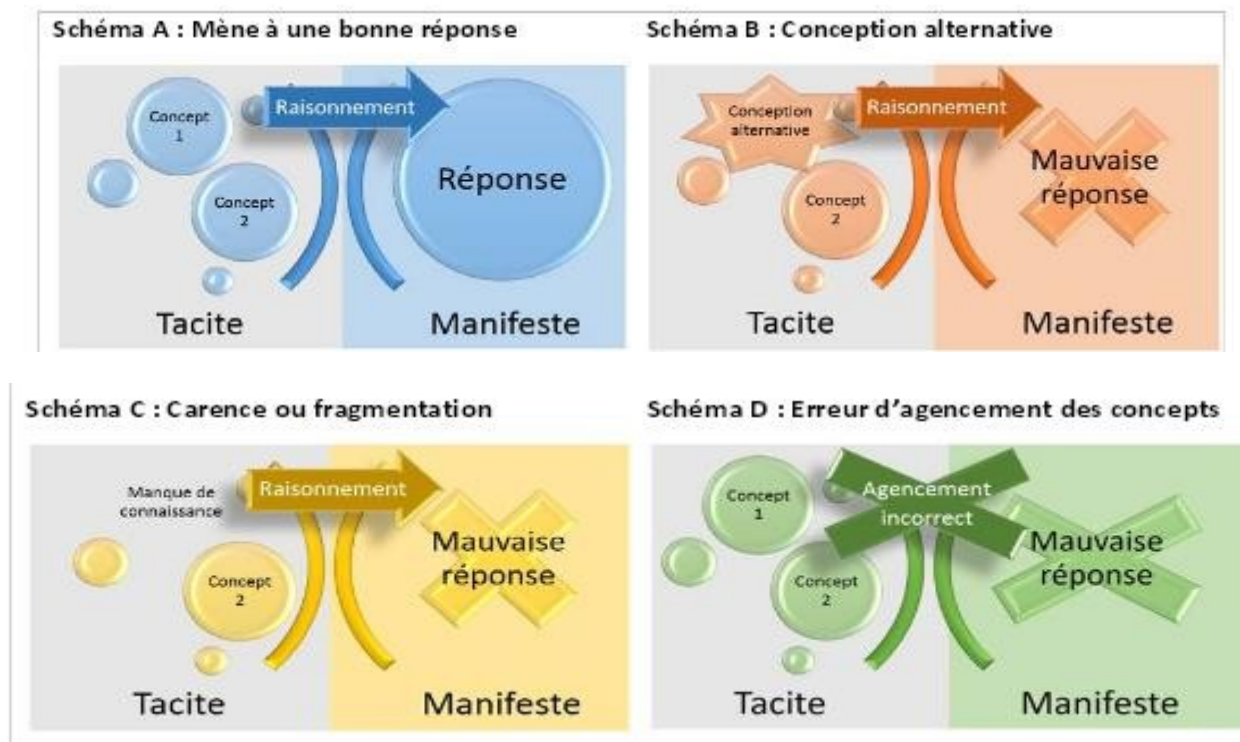 Schéma A : Mène à une bonne réponse
Concept
1
Concept
2
Raisonnement
Réponse
Tacite
Manifeste
Schéma B : Conception alternative
Conception
alternative
Concept
2
Raisonnement
Mauvaise
réponse
Tacite
Manifeste
Schéma C : Carence ou fragmentation
Manque de
connaissance
Concept
2
Raisonnement
Mauvaise
réponse
Tacite
Manifeste
Schéma D : Erreur d'agencement des concepts
Concept
1
Concept
2
Agencement
incorrect
Mauvaise
réponse
Tacite
Manifeste